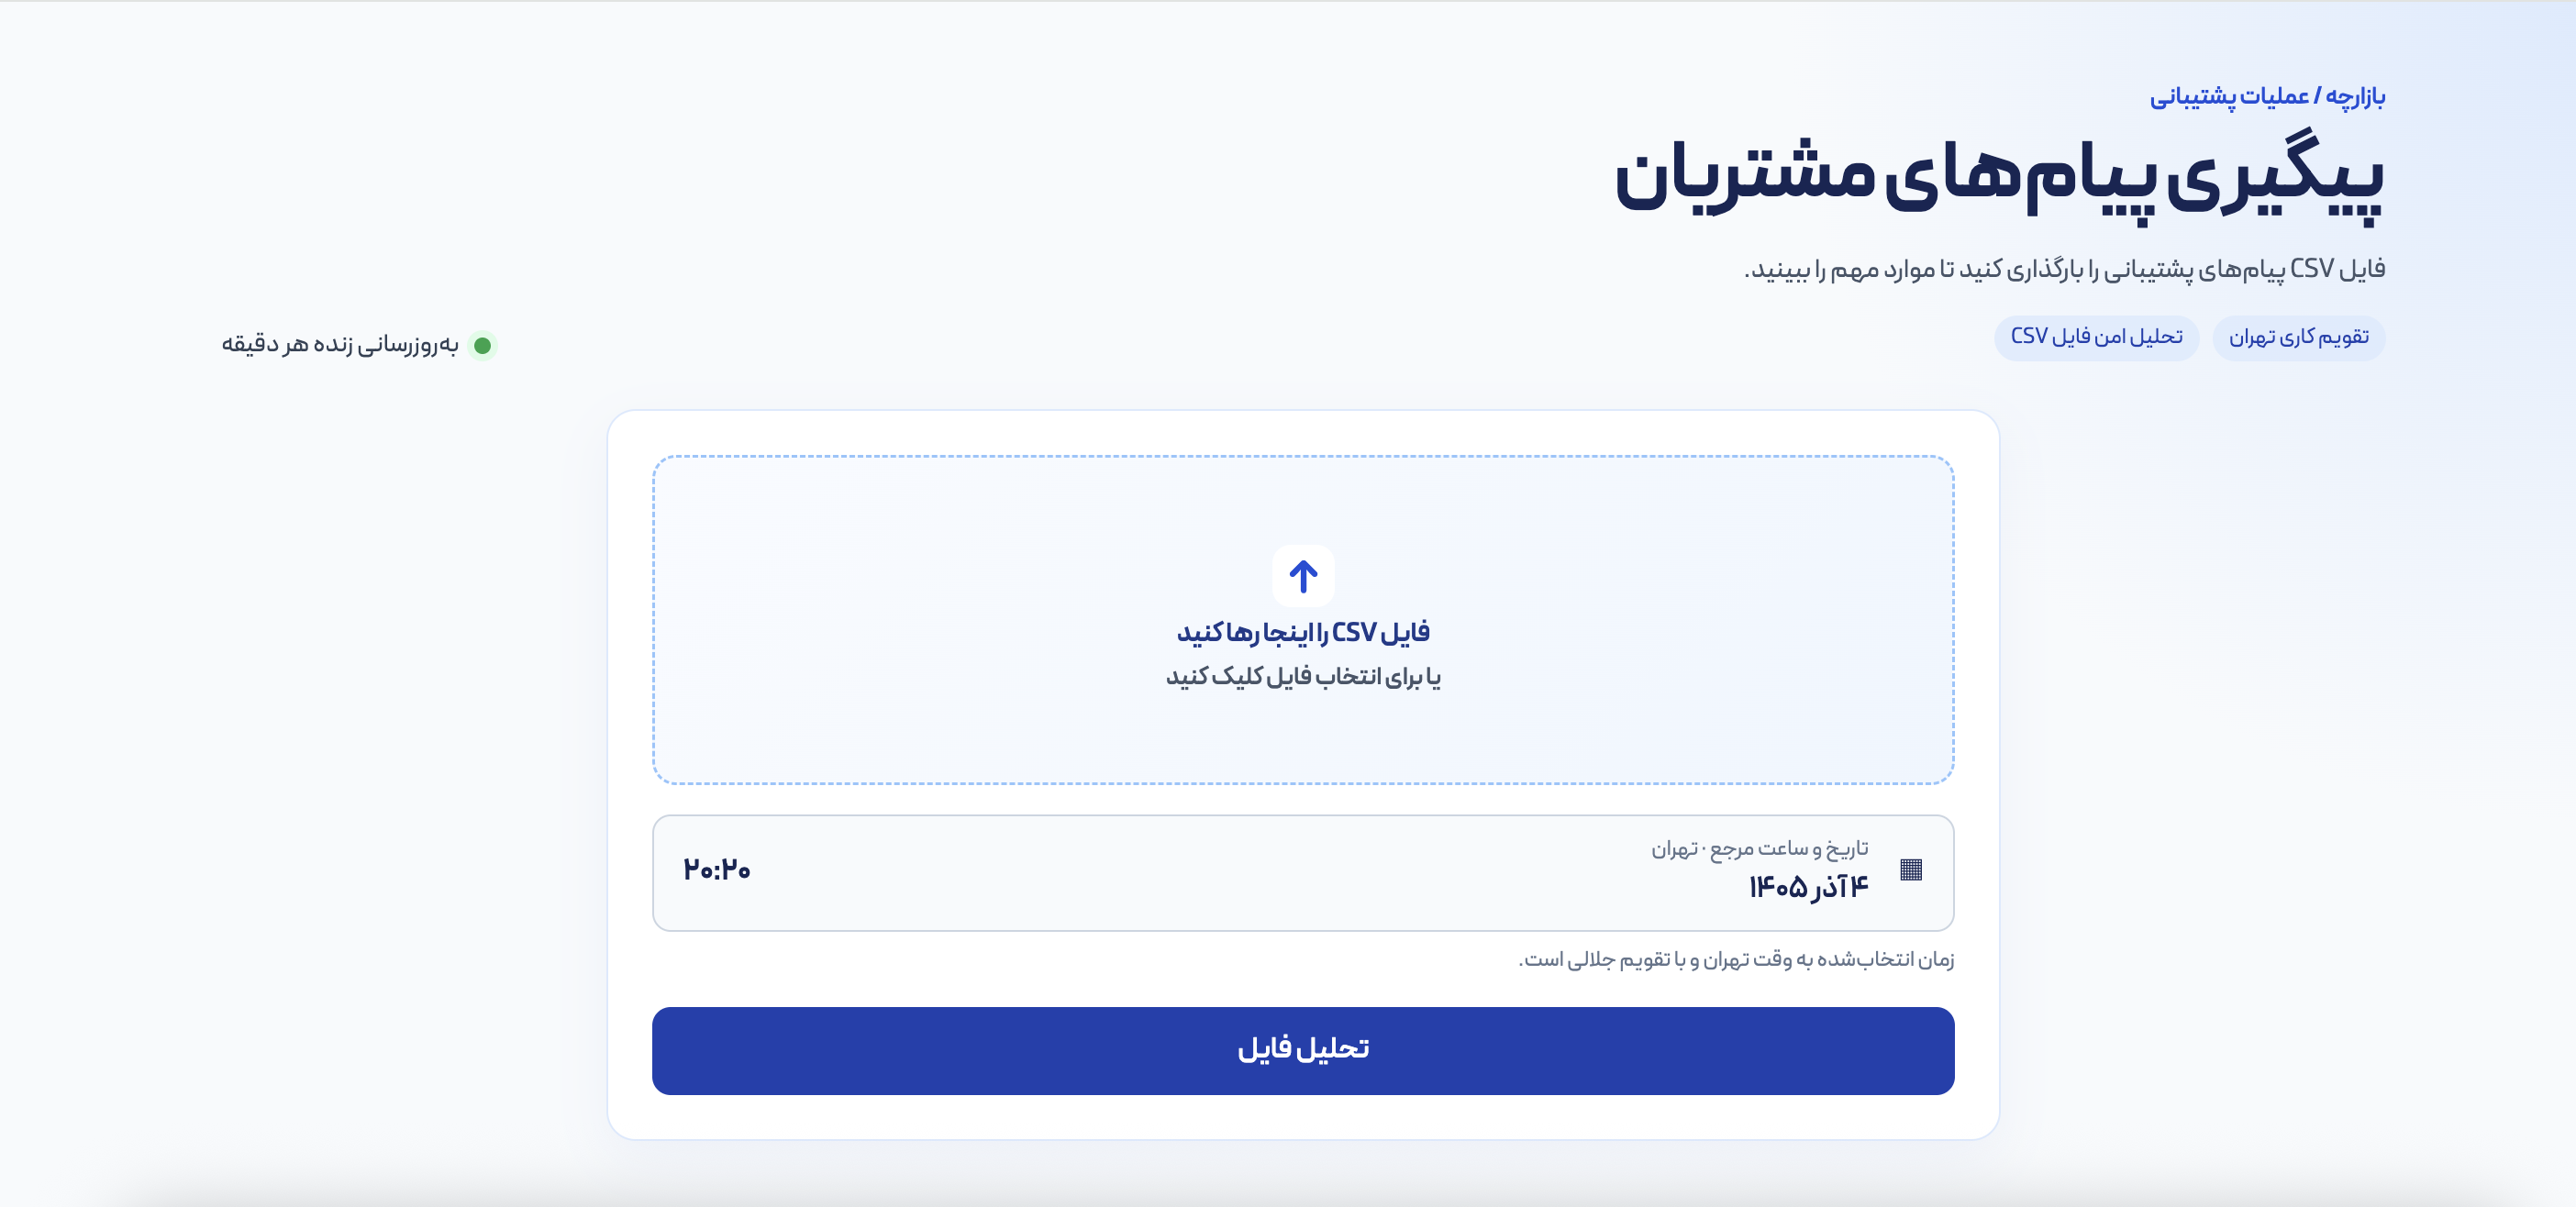 بازارچه / عملیات پشتیبانی
پیگیری پیام‌های مشتریان
فایل CSV پیام‌های پشتیبانی را بارگذاری کنید تا موارد مهم را ببینید.
تقویم کاری تهران
تحلیل امن فایل CSV
به‌روزرسانی زنده هر دقیقه
فایل CSV را اینجا رها کنید
یا برای انتخاب فایل کلیک کنید
تاریخ و ساعت مرجع · تهران
۴ آذر ۱۴۰۵
۲۰:۲۰
زمان انتخاب‌شده به وقت تهران و با تقویم جلالی است.
تحلیل فایل